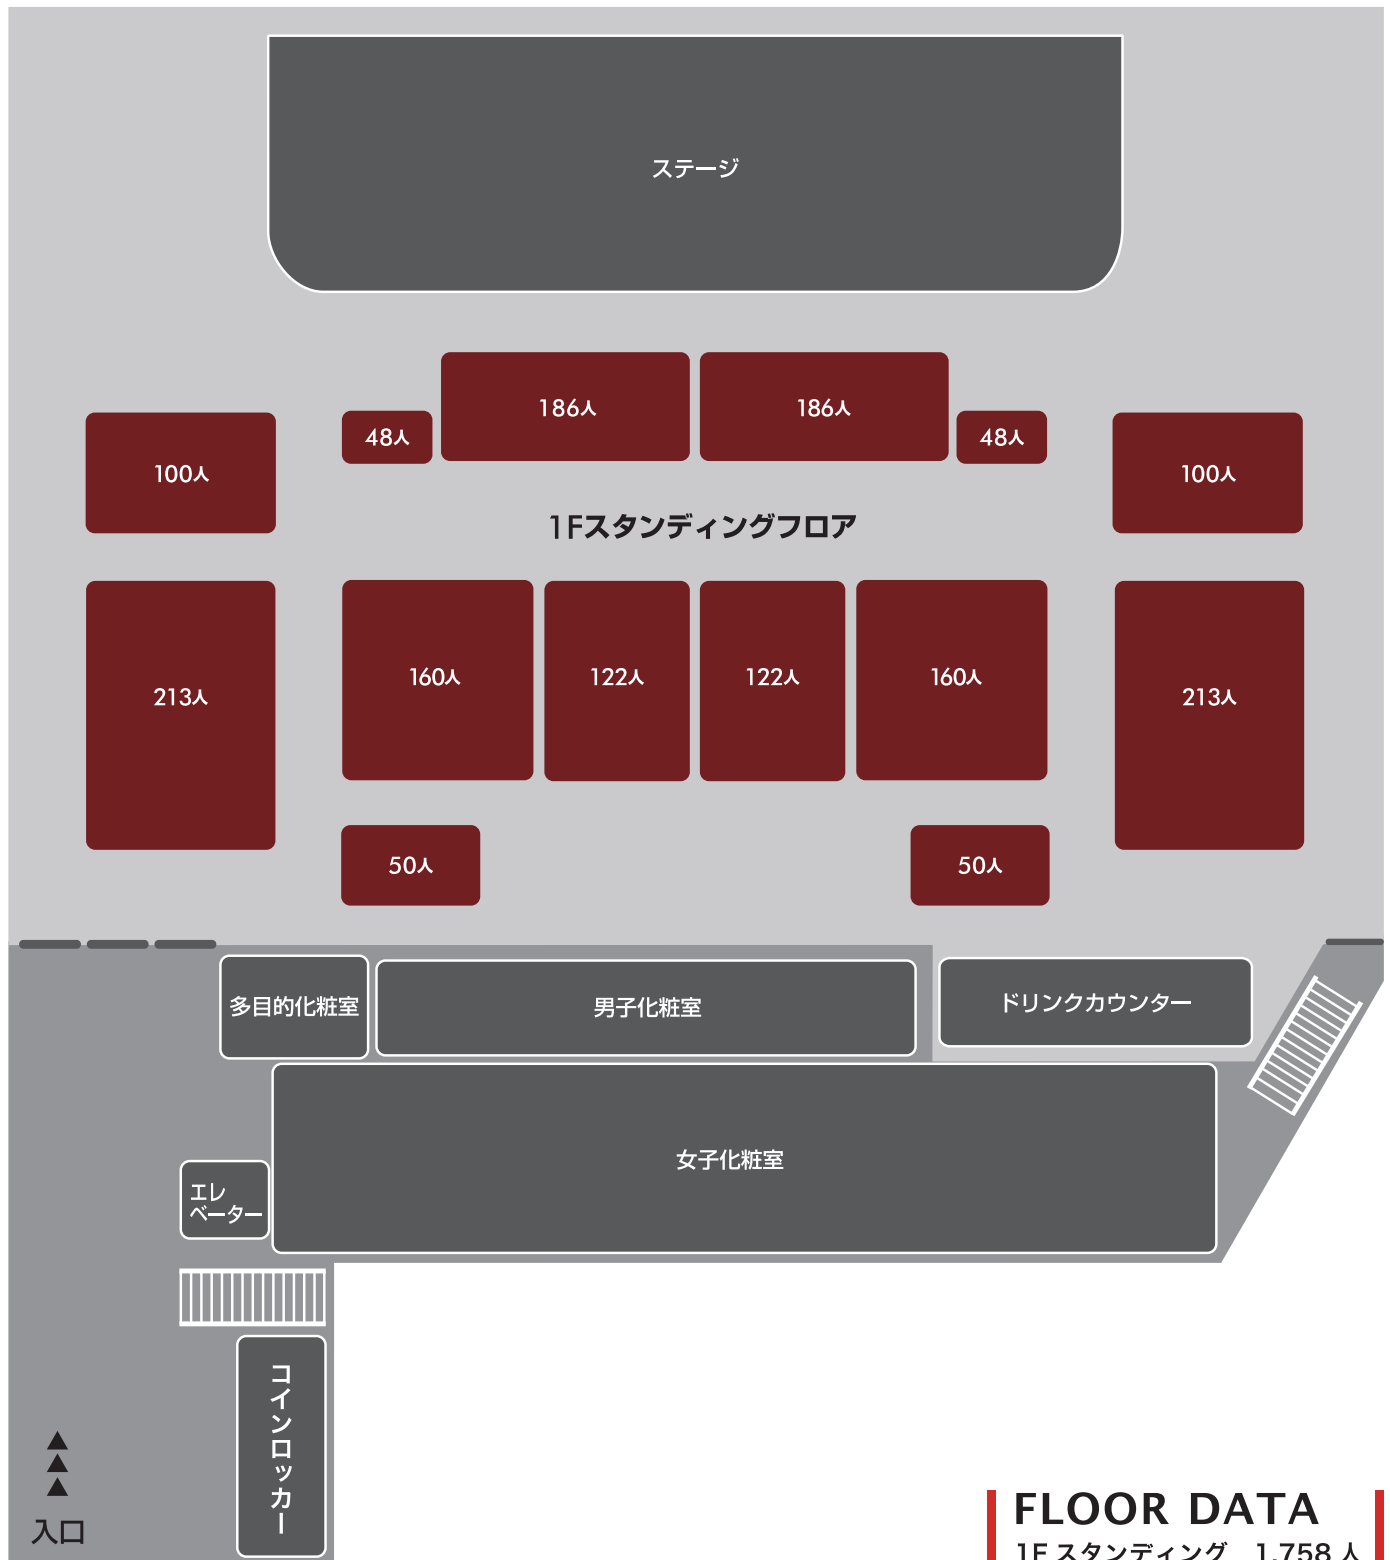 ステージ
186人
186人
48人
48人
100人
100人
1Fスタンディングフロア
160人
122人
122人
160人
213人
213人
50人
50人
多目的化粧室
男子化粧室
ドリンクカウンター
女子化粧室
エレ
ベーター
コインロッカー
入口
FLOOR DATA
1F スタンディング 1,758 人